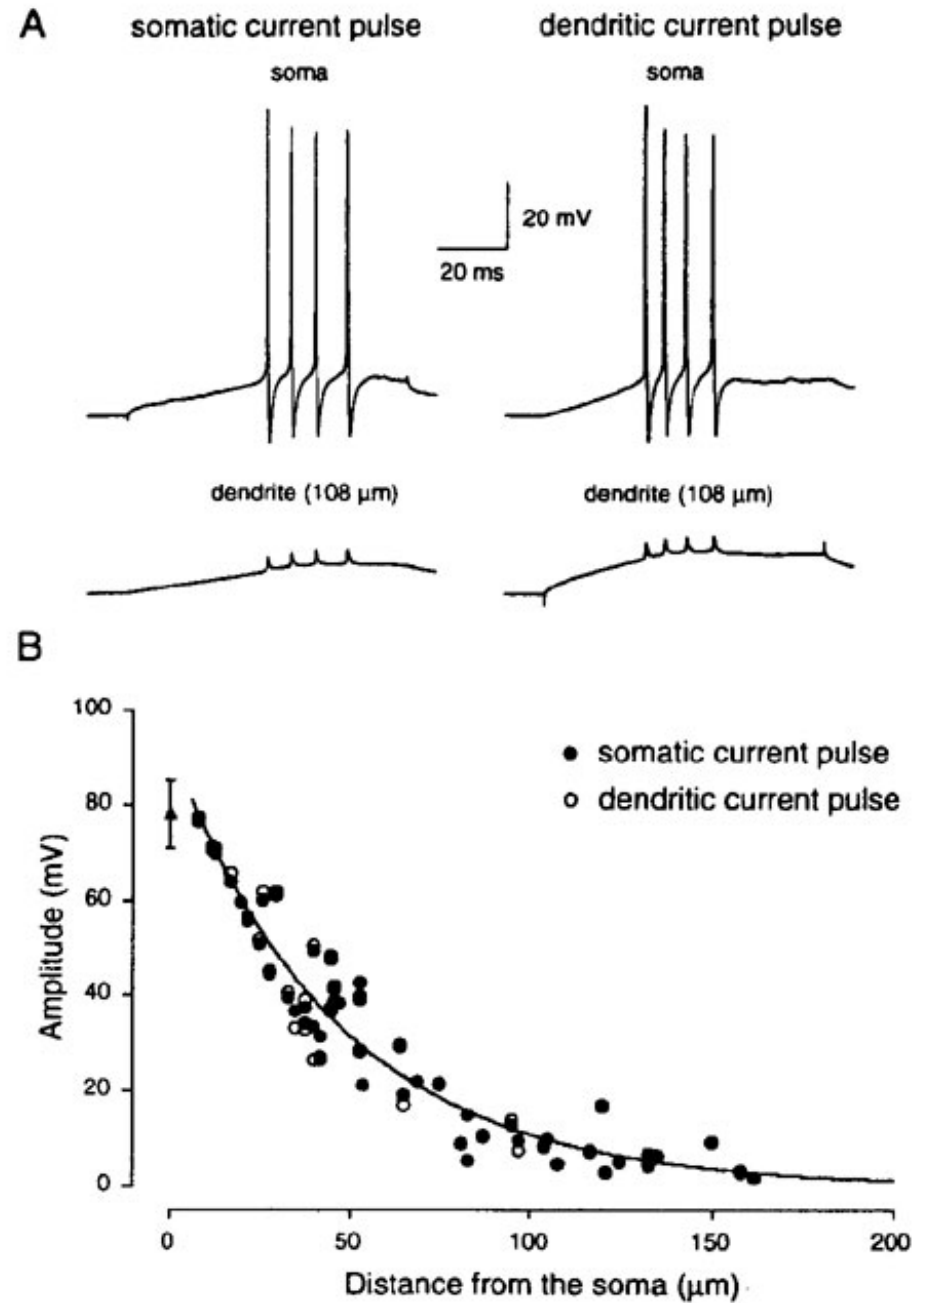 A
somatic current pulse
dendritic current pulse
soma
soma
20 mV
20 ms
dendrite (108 µm)
dendrite (108 µm)
B
100
80
60
40
20
0
Amplitude (mV)
somatic current pulse
dendritic current pulse
0
50
100
150
200
Distance from the soma (µm)